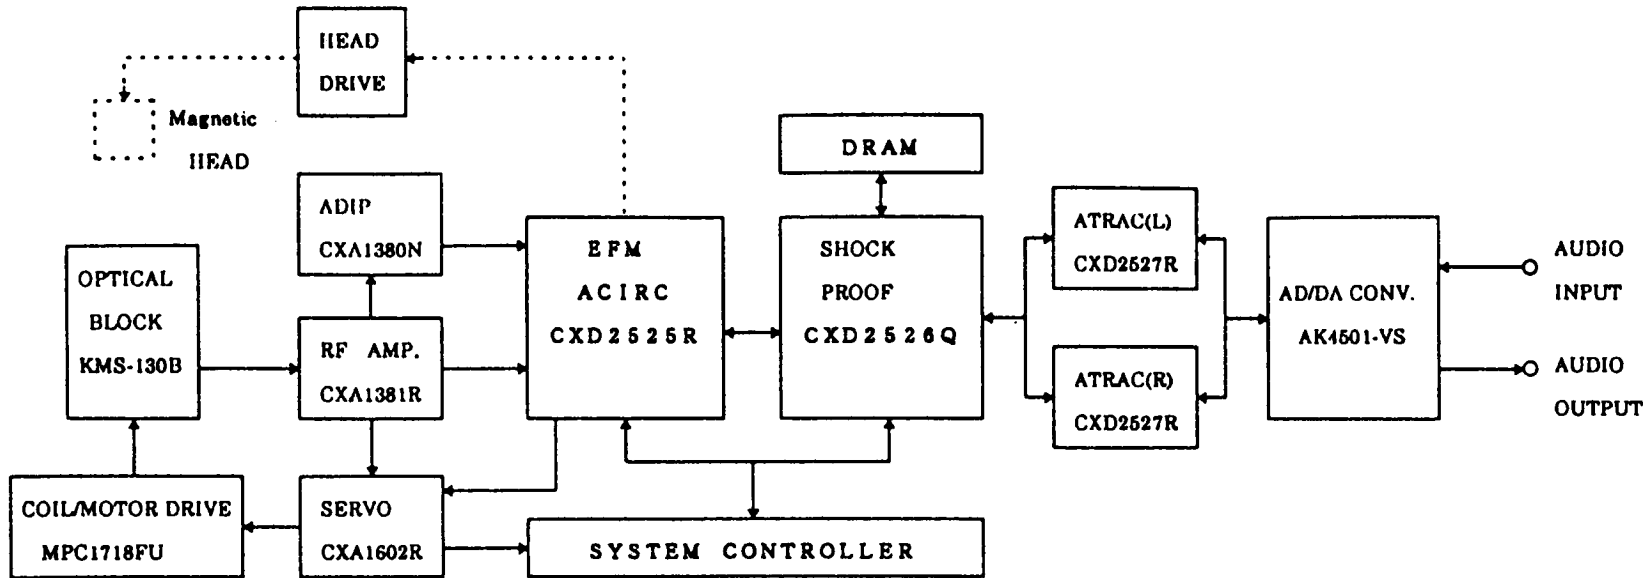 HEAD
DRIVE
Magnetic
HEAD
DRAM
ADIP
CXA1380N
EFM
ACIRC
CXD2525R
SHOCK
PROOF
CXD2526Q
ATRAC(L)
CXD2527R
OPTICAL
BLOCK
KMS-130B
RF AMP.
CXA1381R
AD/DA CONV.
AK4501-VS
AUDIO
INPUT
AUDIO
OUTPUT
ATRAC(R)
CXD2527R
COIL/MOTOR DRIVE
MPC1718FU
SERVO
CXA1602R
SYSTEM CONTROLLER